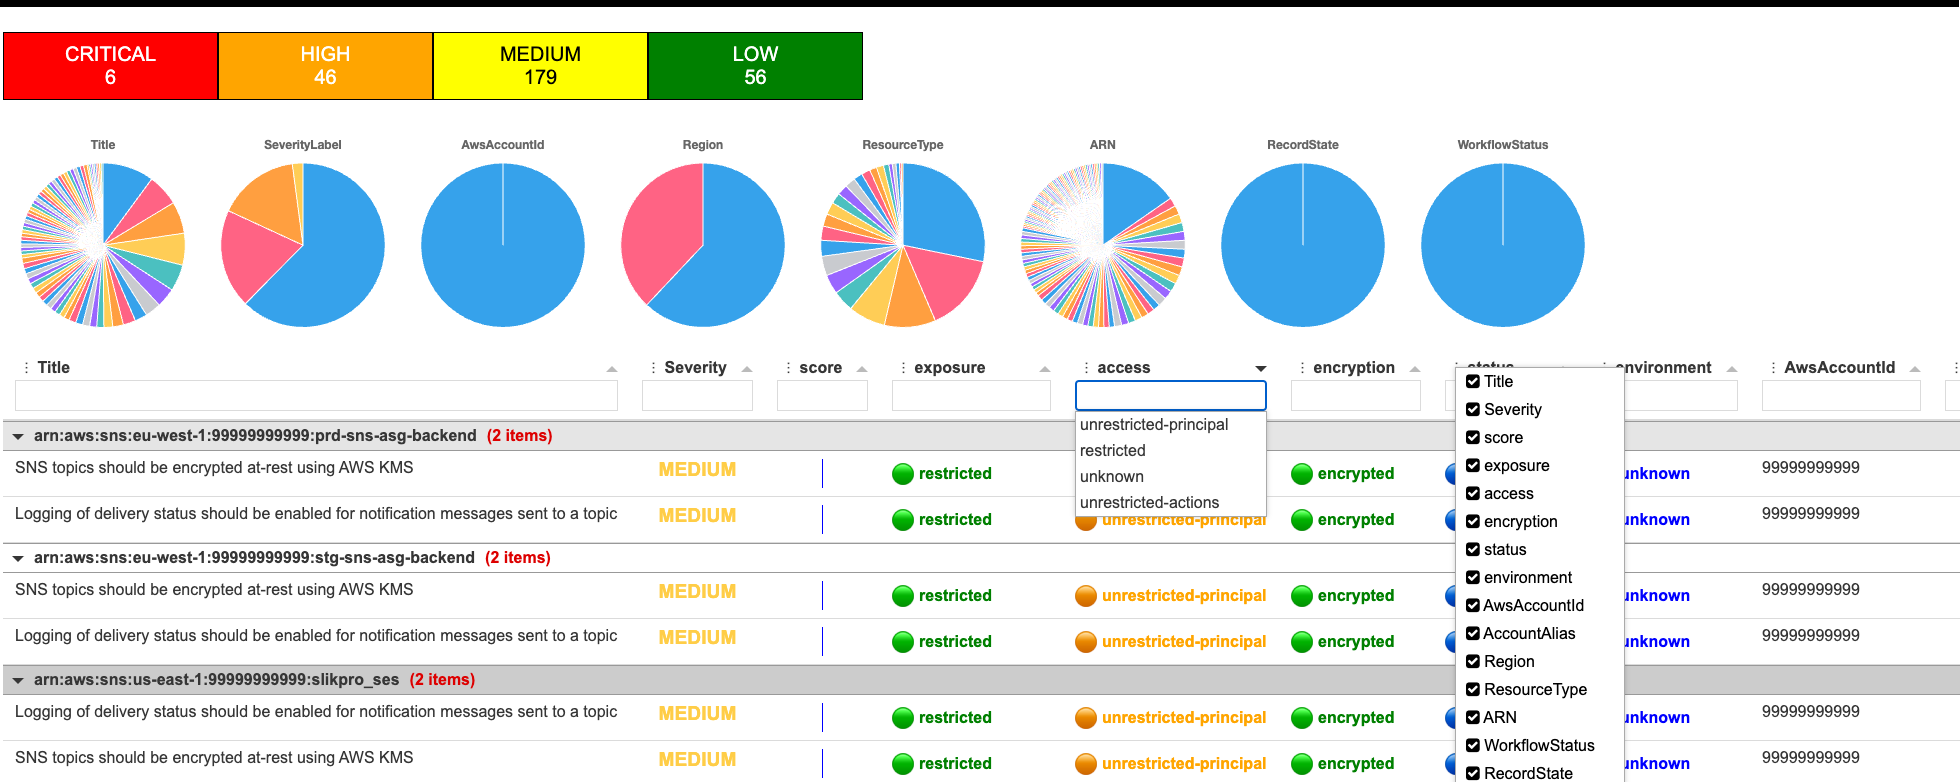 CRITICAL HIGH MEDIUM LOW
6 46 179 56
Title SeverityLabel AwsAccountId Region ResourceType ARN RecordState WorkflowStatus
Title Severity score exposure access encryption status environment AwsAccountId
unrestricted-principal
restricted
unknown
unrestricted-actions
Title
Severity
score
exposure
access
encryption
status
environment
AwsAccountId
AccountAlias
Region
ResourceType
ARN
WorkflowStatus
RecordState
arn:aws:sns:eu-west-1:99999999999:prd-sns-asg-backend (2 items)
SNS topics should be encrypted at-rest using AWS KMS MEDIUM restricted encrypted unknown 99999999999
Logging of delivery status should be enabled for notification messages sent to a topic MEDIUM restricted unrestricted-principal encrypted unknown 99999999999
arn:aws:sns:eu-west-1:99999999999:stg-sns-asg-backend (2 items)
SNS topics should be encrypted at-rest using AWS KMS MEDIUM restricted unrestricted-principal encrypted unknown 99999999999
Logging of delivery status should be enabled for notification messages sent to a topic MEDIUM restricted unrestricted-principal encrypted unknown 99999999999
arn:aws:sns:us-east-1:99999999999:slikpro_ses (2 items)
Logging of delivery status should be enabled for notification messages sent to a topic MEDIUM restricted unrestricted-principal encrypted unknown 99999999999
SNS topics should be encrypted at-rest using AWS KMS MEDIUM restricted unrestricted-principal encrypted unknown 99999999999